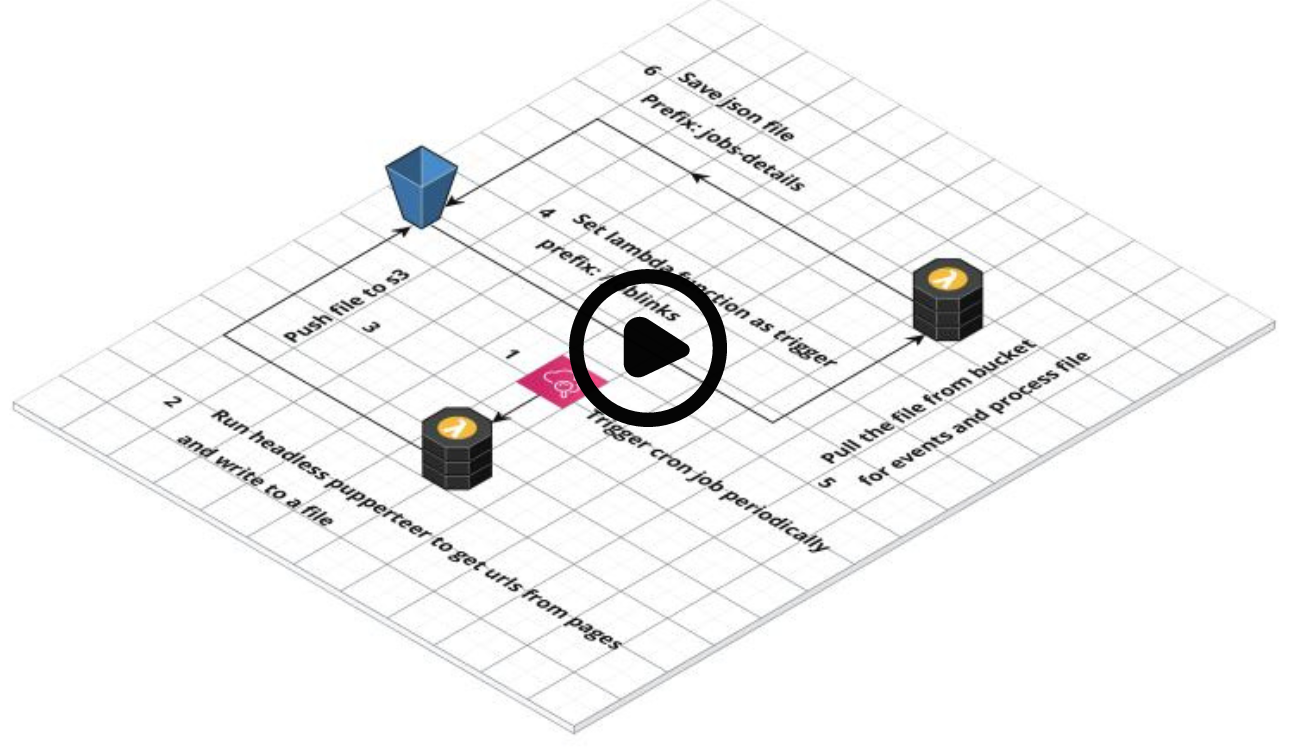 6 Save json file
Prefix: jobs-details
4 Set lambda function as trigger
prefix: blinks
Push file to s3
3
1
Trigger cron job periodically
2 Run headless pupperteer to get urls from pages
and write to a file
Pull the file from bucket
5 for events and process file